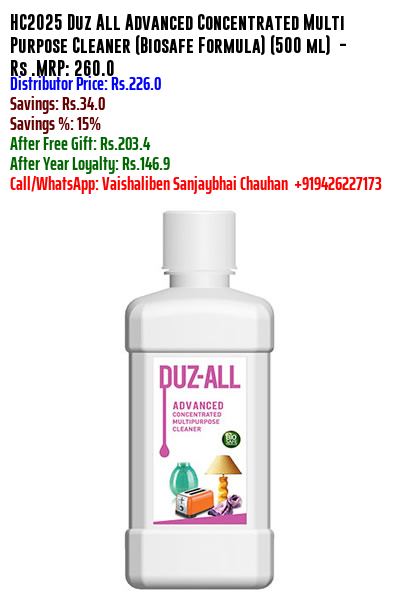 HC2025 Duz All Advanced Concentrated Multi
Purpose Cleaner (Biosafe Formula) (500 ml) -
Rs .MRP: 260.0
Distributor Price: Rs.226.0
Savings: Rs.34.0
Savings %: 15%
After Free Gift: Rs.203.4
After Year Loyalty: Rs.146.9
Call/WhatsApp: Vaishaliben Sanjaybhai Chauhan +919426227173
DUZ-ALL
ADVANCED
CONCENTRATED
MULTIPURPOSE
CLEANER
BIO
SAFE